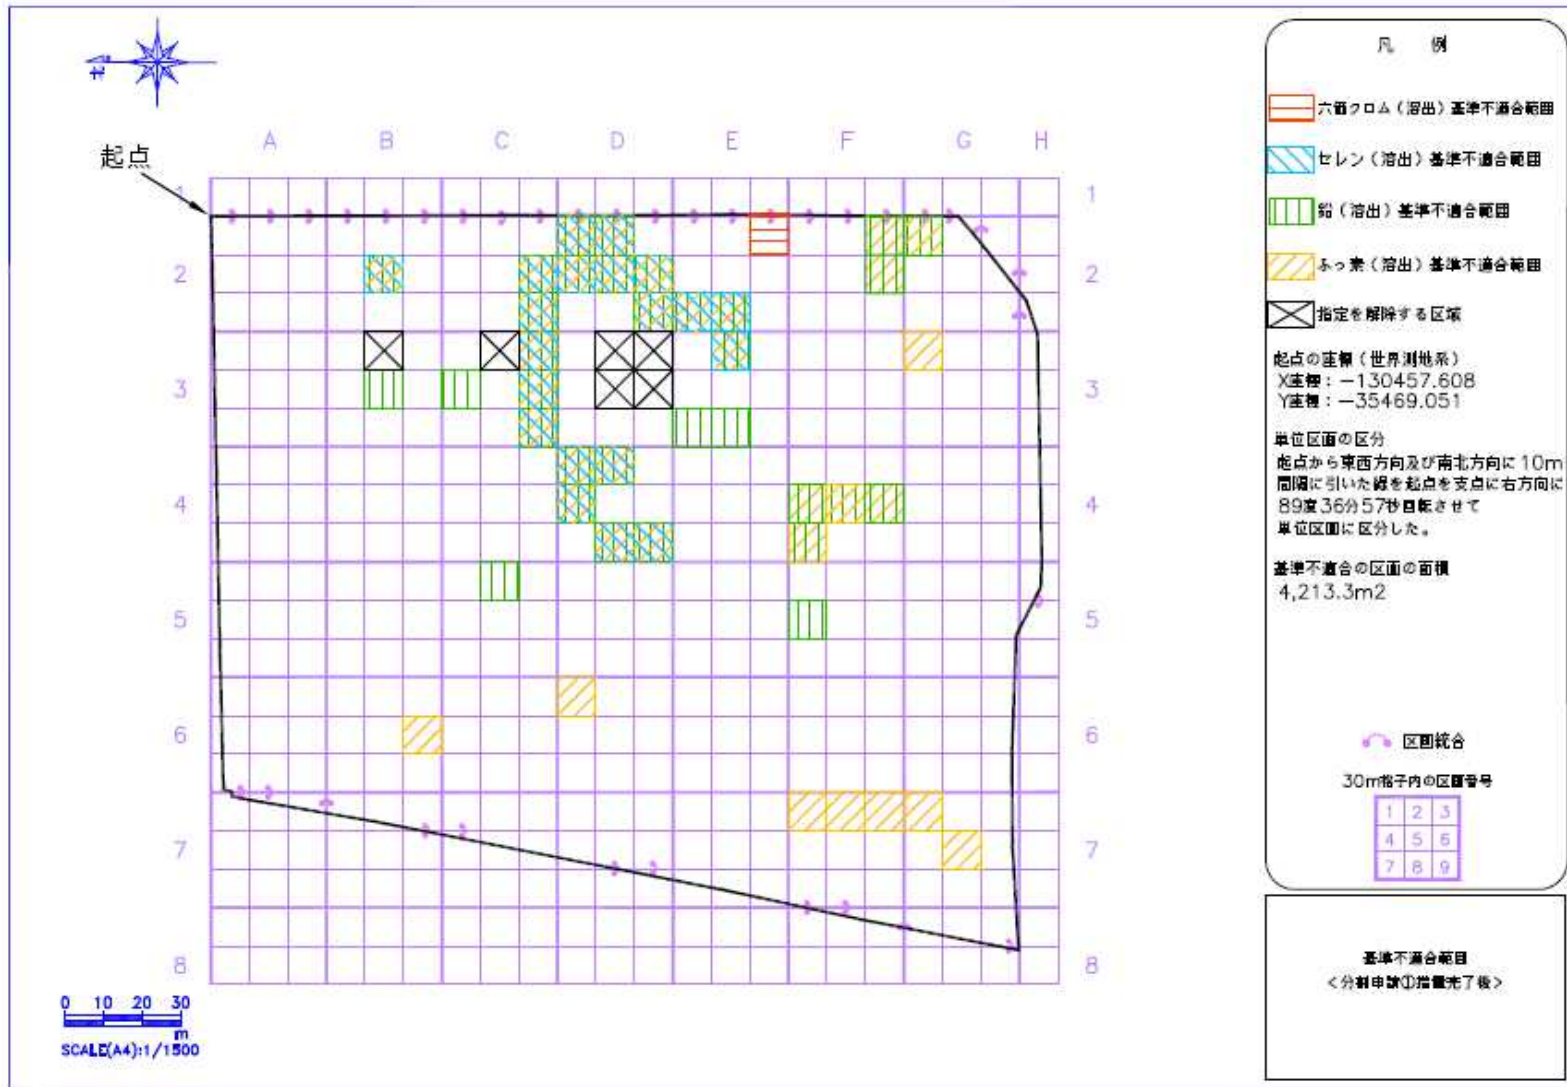 北
起点
A B C D E F G H
1 1
2 2
3 3
4 4
5 5
6 6
7 7
8 8
0 10 20 30
m
SCALE(A4):1/1500
凡 例
六価クロム(溶出)基準不適合範囲
セレン(溶出)基準不適合範囲
鉛(溶出)基準不適合範囲
ふっ素(溶出)基準不適合範囲
指定を解除する区域
起点の座標(世界測地系)
X座標:-130457.608
Y座標:-35469.051
単位区画の区分
起点から東西方向及び南北方向に10m
間隔に引いた線を起点を支点に右方向に
89度36分57秒回転させて
単位区画に区分した。
基準不適合の区画の面積
4,213.3m2
区画統合
30m格子内の区画番号
1 2 3
4 5 6
7 8 9
基準不適合範囲
<分割申請①措置完了後>